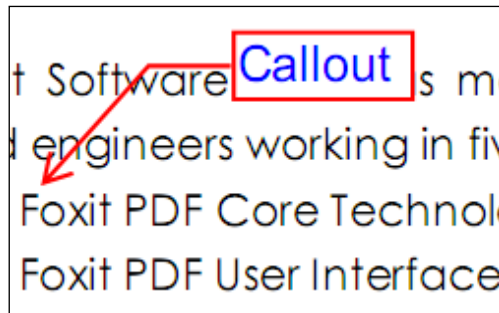 t Software Callout s m
engineers working in fiv
Foxit PDF Core Technol
Foxit PDF User Interface